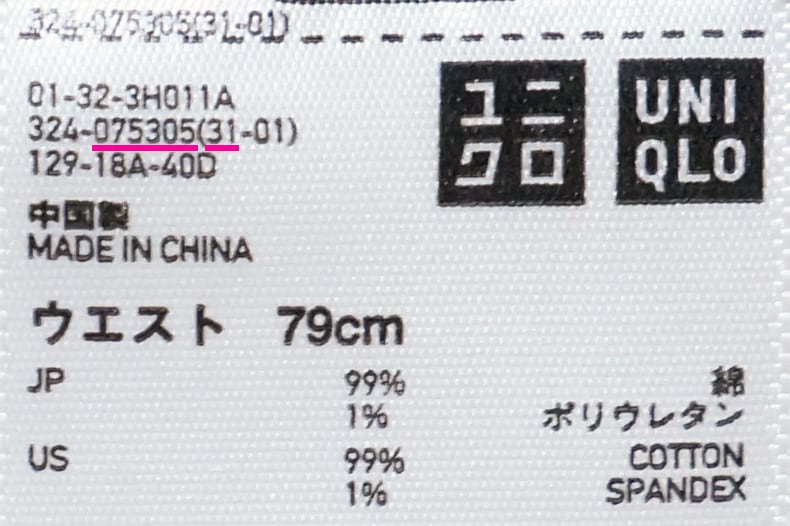 324-075305(31-01)
01-32-3H011A
324-075305(31-01)
129-18A-40D
ユニ
クロ
UNI
QLO
中国製
MADE IN CHINA
ウエスト 79cm
JP 99% 綿
1% ポリウレタン
US 99% COTTON
1% SPANDEX